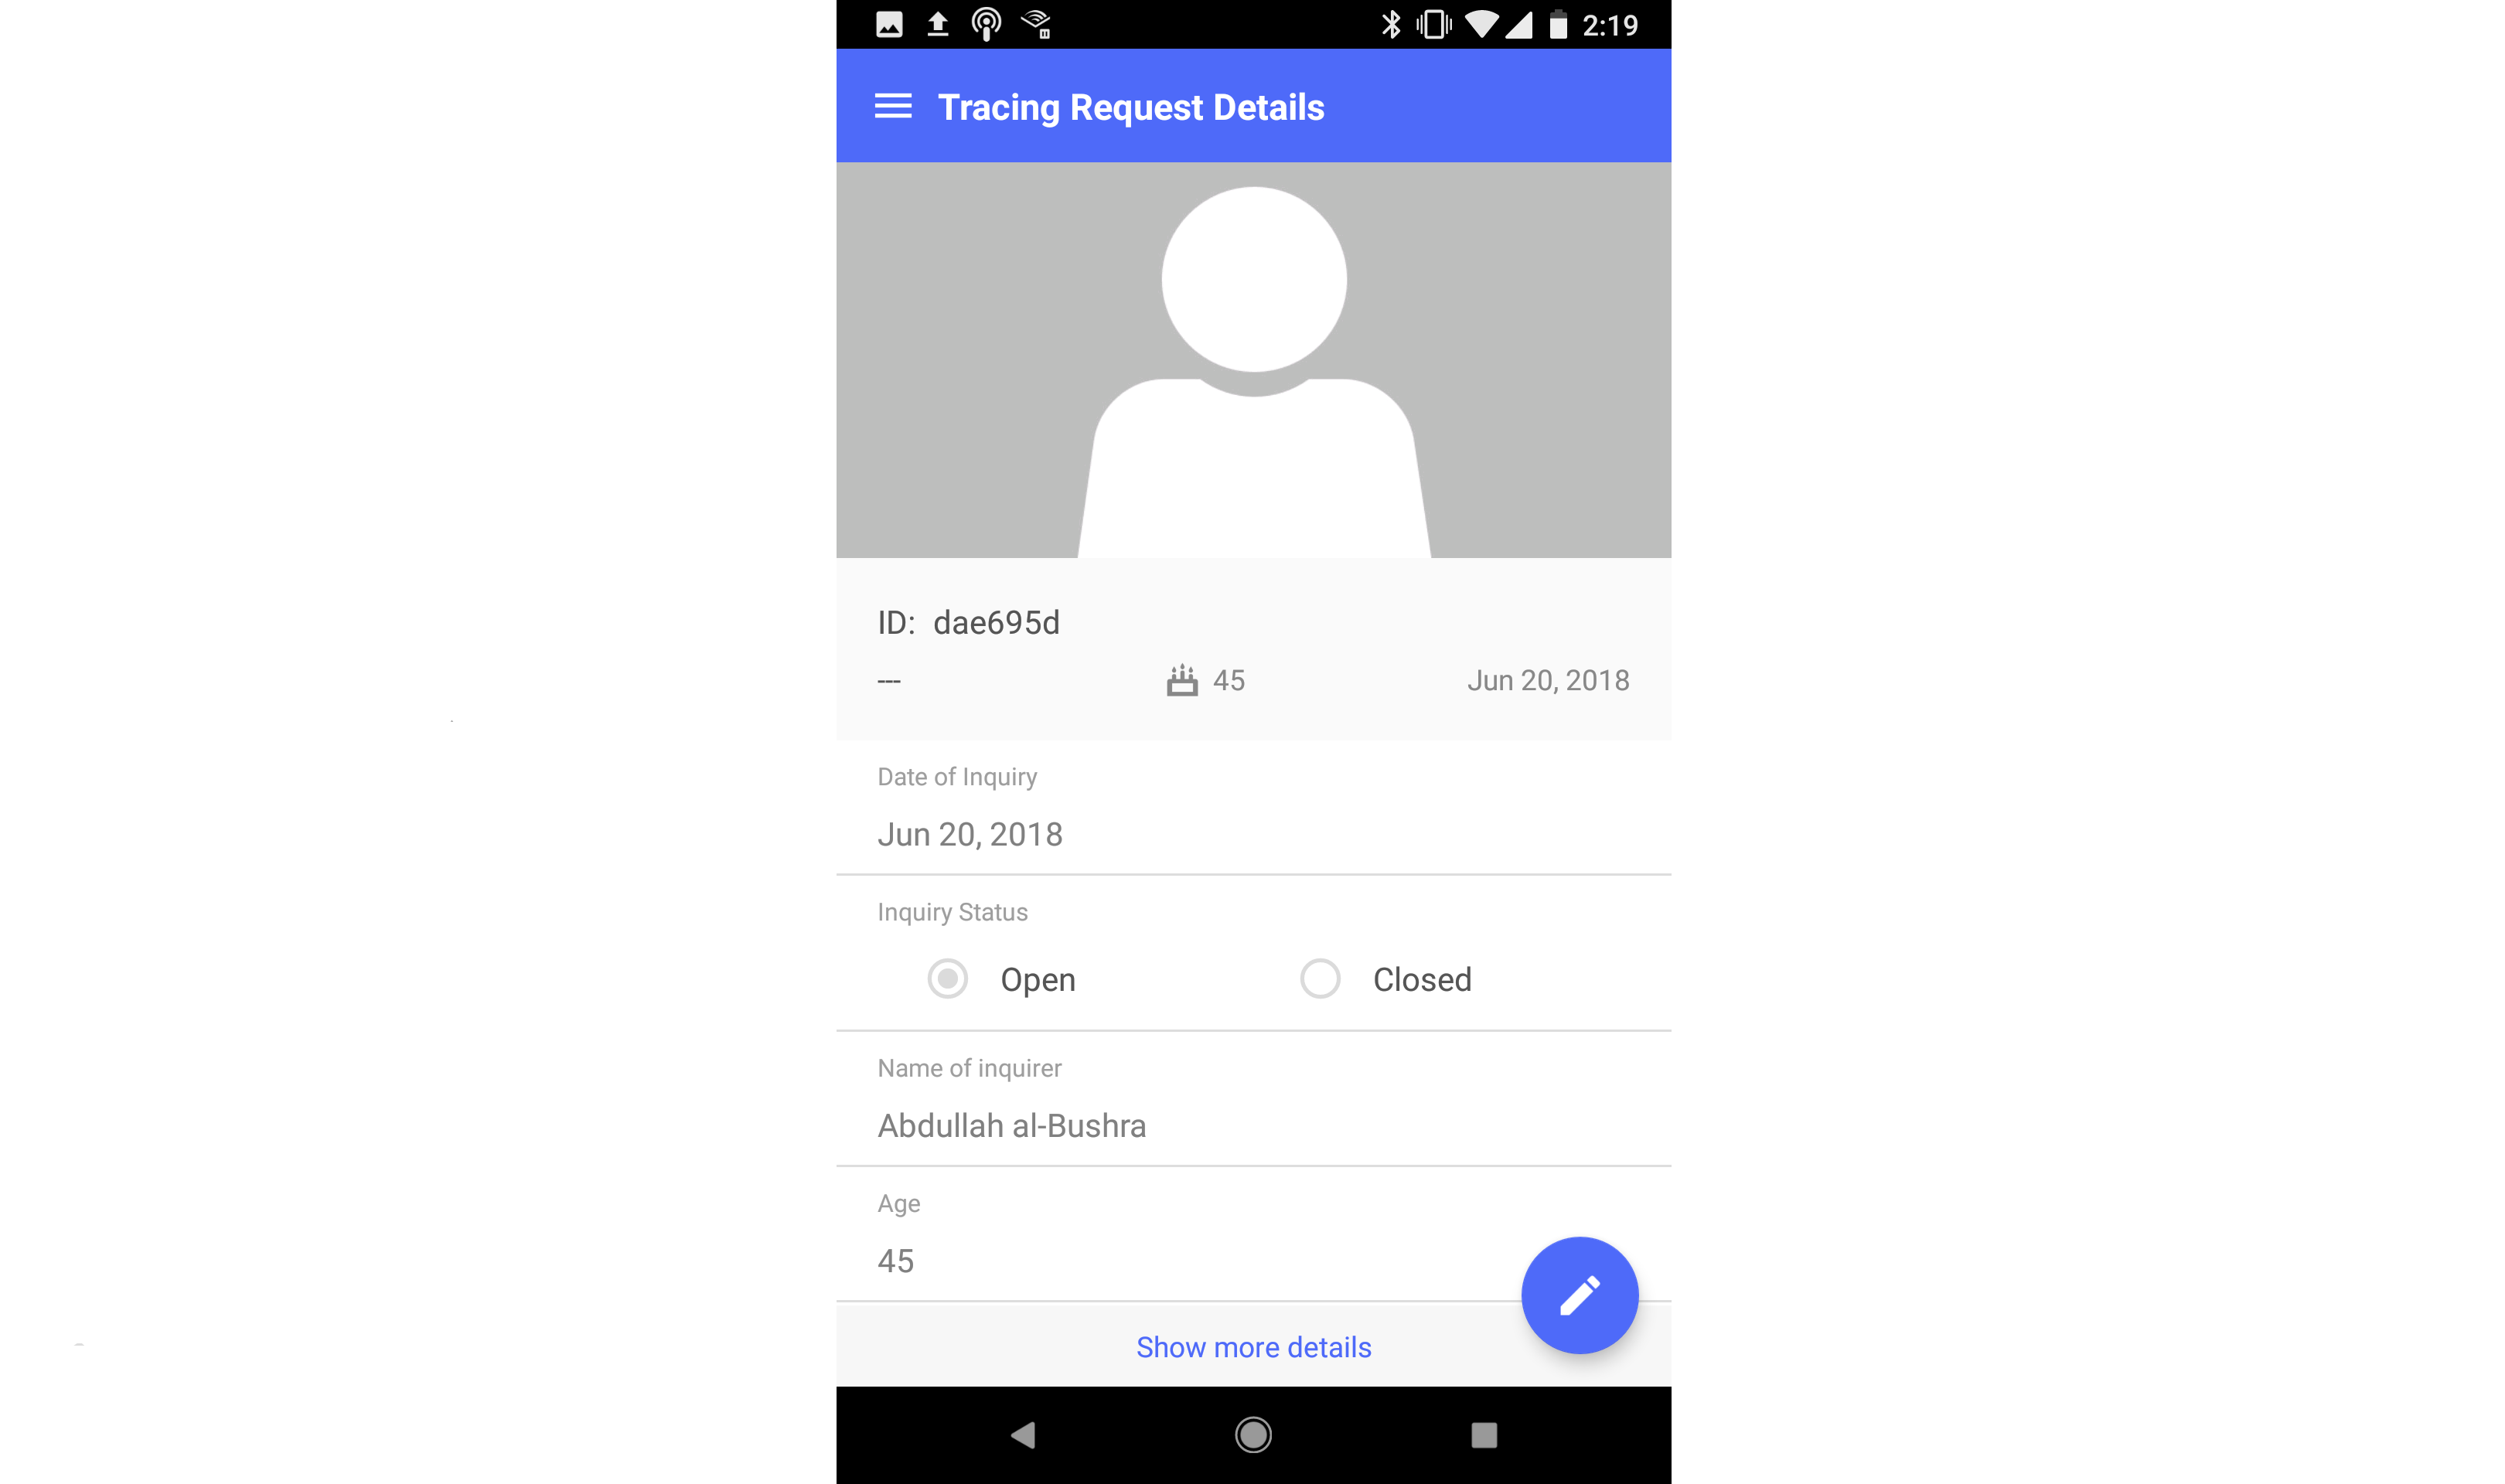 2:19
Tracing Request Details
ID: dae695d
--- 45 Jun 20, 2018
Date of Inquiry
Jun 20, 2018
Inquiry Status
Open Closed
Name of inquirer
Abdullah al-Bushra
Age
45
Show more details